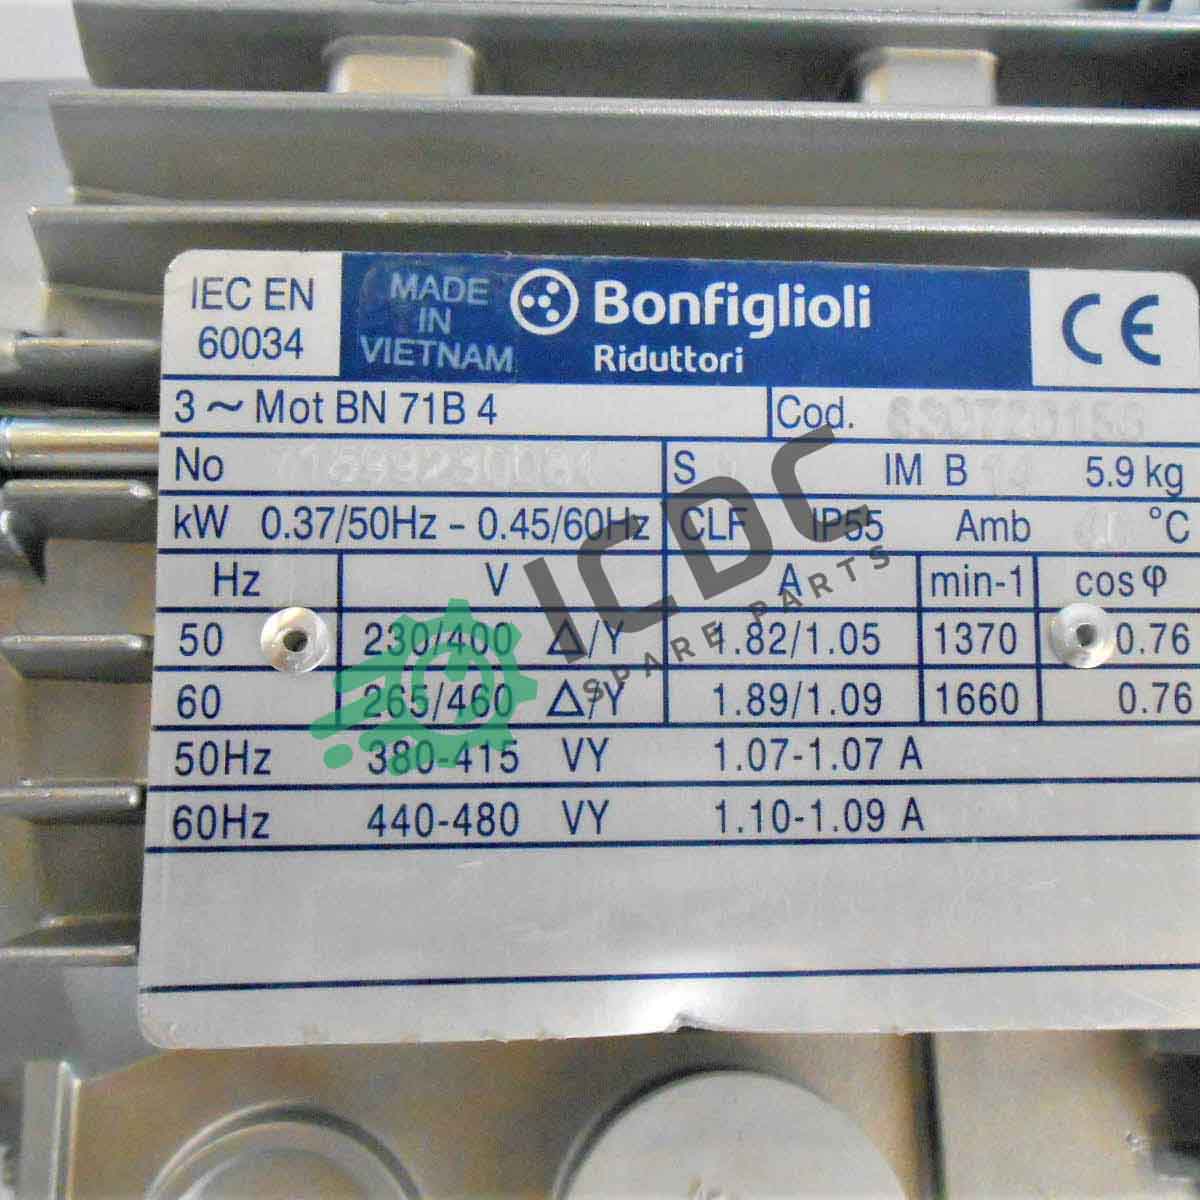 IEC EN
60034
MADE
IN
VIETNAM
Bonfiglioli
Riduttori
CE
3 ~ Mot BN 71B 4
Cod.
No
S
IM B 5.9 kg
kW 0.37/50Hz - 0.45/60Hz CLF IP55 Amb °C
Hz V A min-1 cos φ
50 230/400 Δ/Y 1.82/1.05 1370 0.76
60 265/460 Δ/Y 1.89/1.09 1660 0.76
50Hz 380-415 VY 1.07-1.07 A
60Hz 440-480 VY 1.10-1.09 A
ICDC
SPARE PARTS